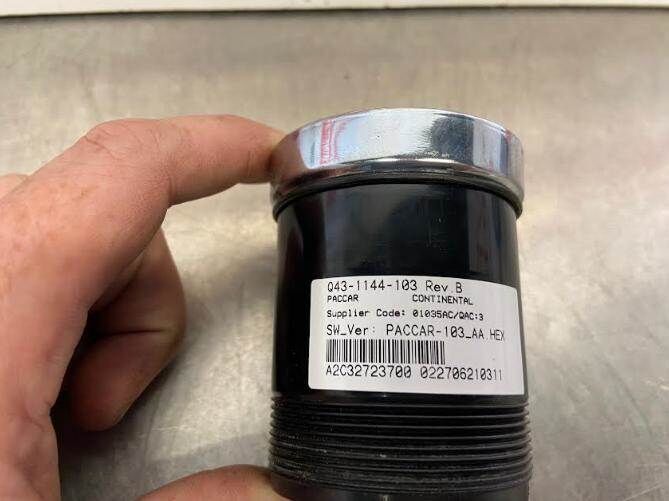 Q43-1144-103 Rev.B
PACCAR CONTINENTAL
Supplier Code: 01035AC/QAC:3
SW_Ver: PACCAR-103_AA.HEX
A2C32723700 022706210311